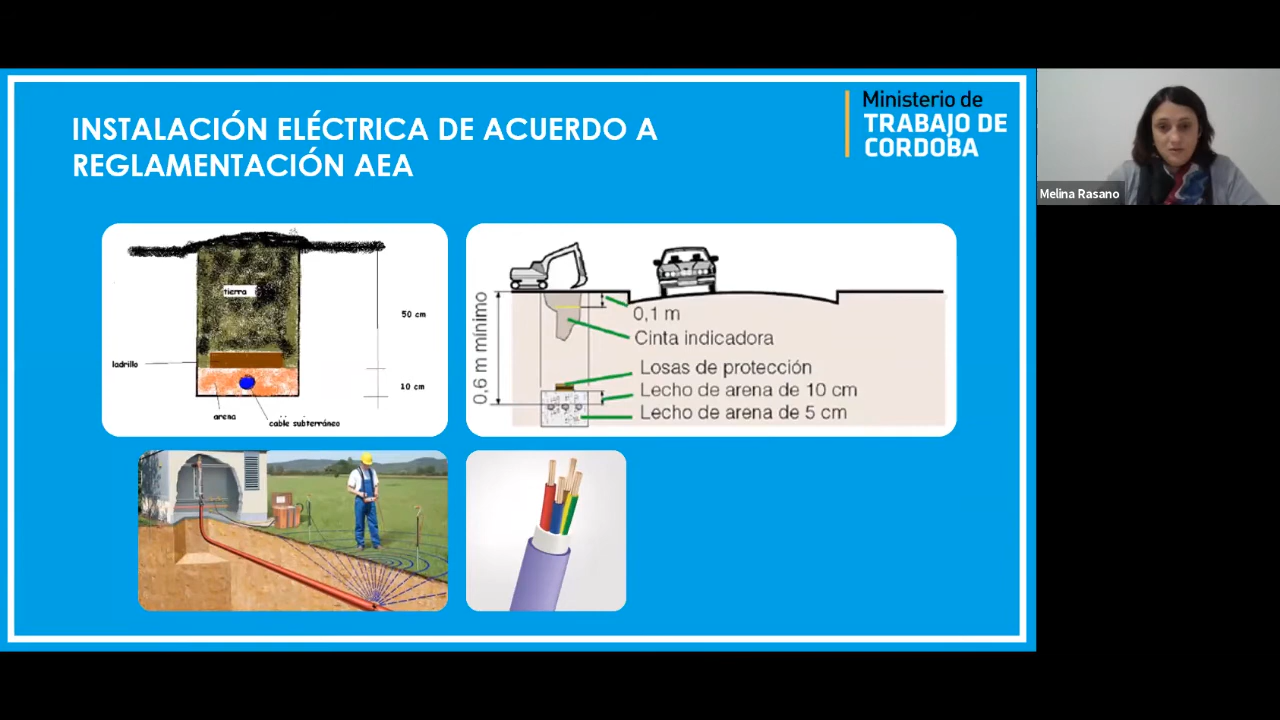 INSTALACIÓN ELÉCTRICA DE ACUERDO A
REGLAMENTACIÓN AEA
Ministerio de
TRABAJO DE
CORDOBA
Melina Rasano
tierra
50 cm
ladrillo
10 cm
arena
cable subterráneo
0,6 m mínimo
0,1 m
Cinta indicadora
Losas de protección
Lecho de arena de 10 cm
Lecho de arena de 5 cm